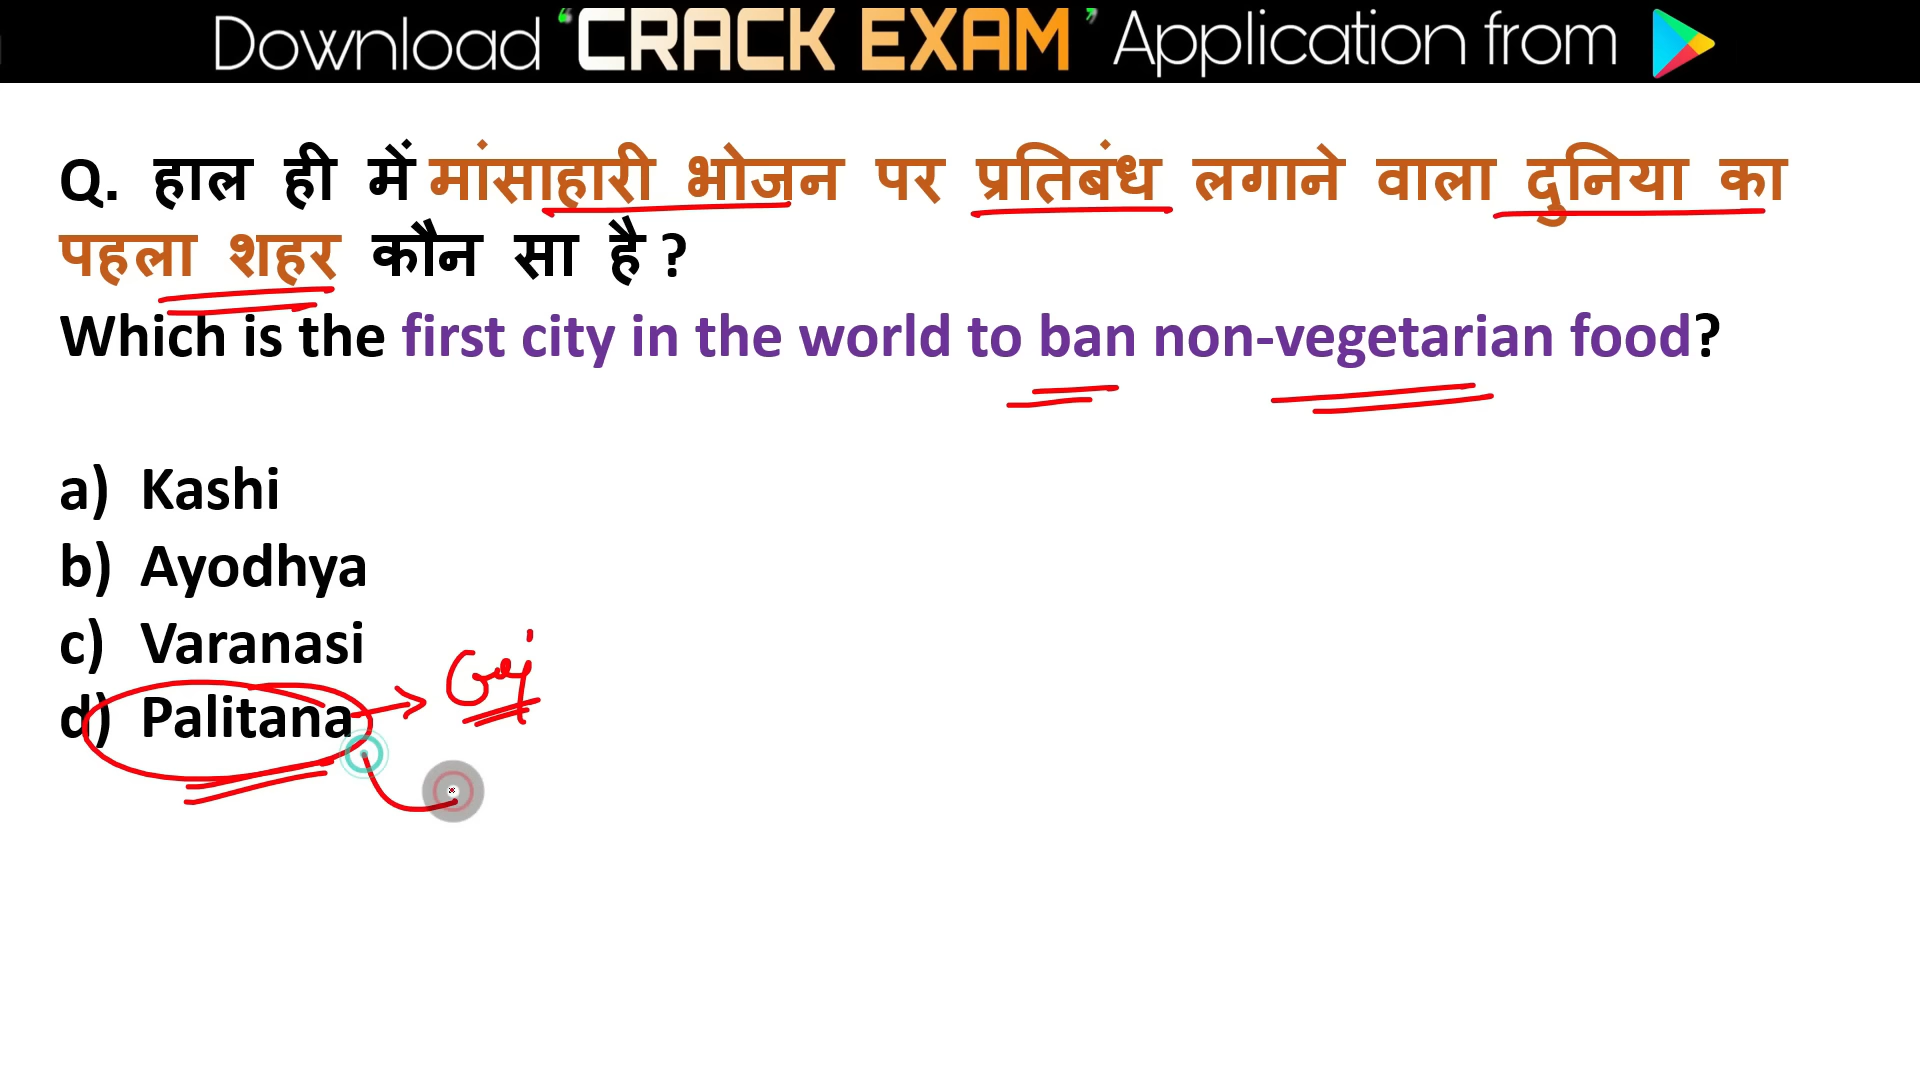 Download ‘CRACK EXAM’ Application from
Q. हाल ही में मांसाहारी भोजन पर प्रतिबंध लगाने वाला दुनिया का
पहला शहर कौन सा है ?
Which is the first city in the world to ban non-vegetarian food?
a) Kashi
b) Ayodhya
c) Varanasi
d) Palitana
Guj